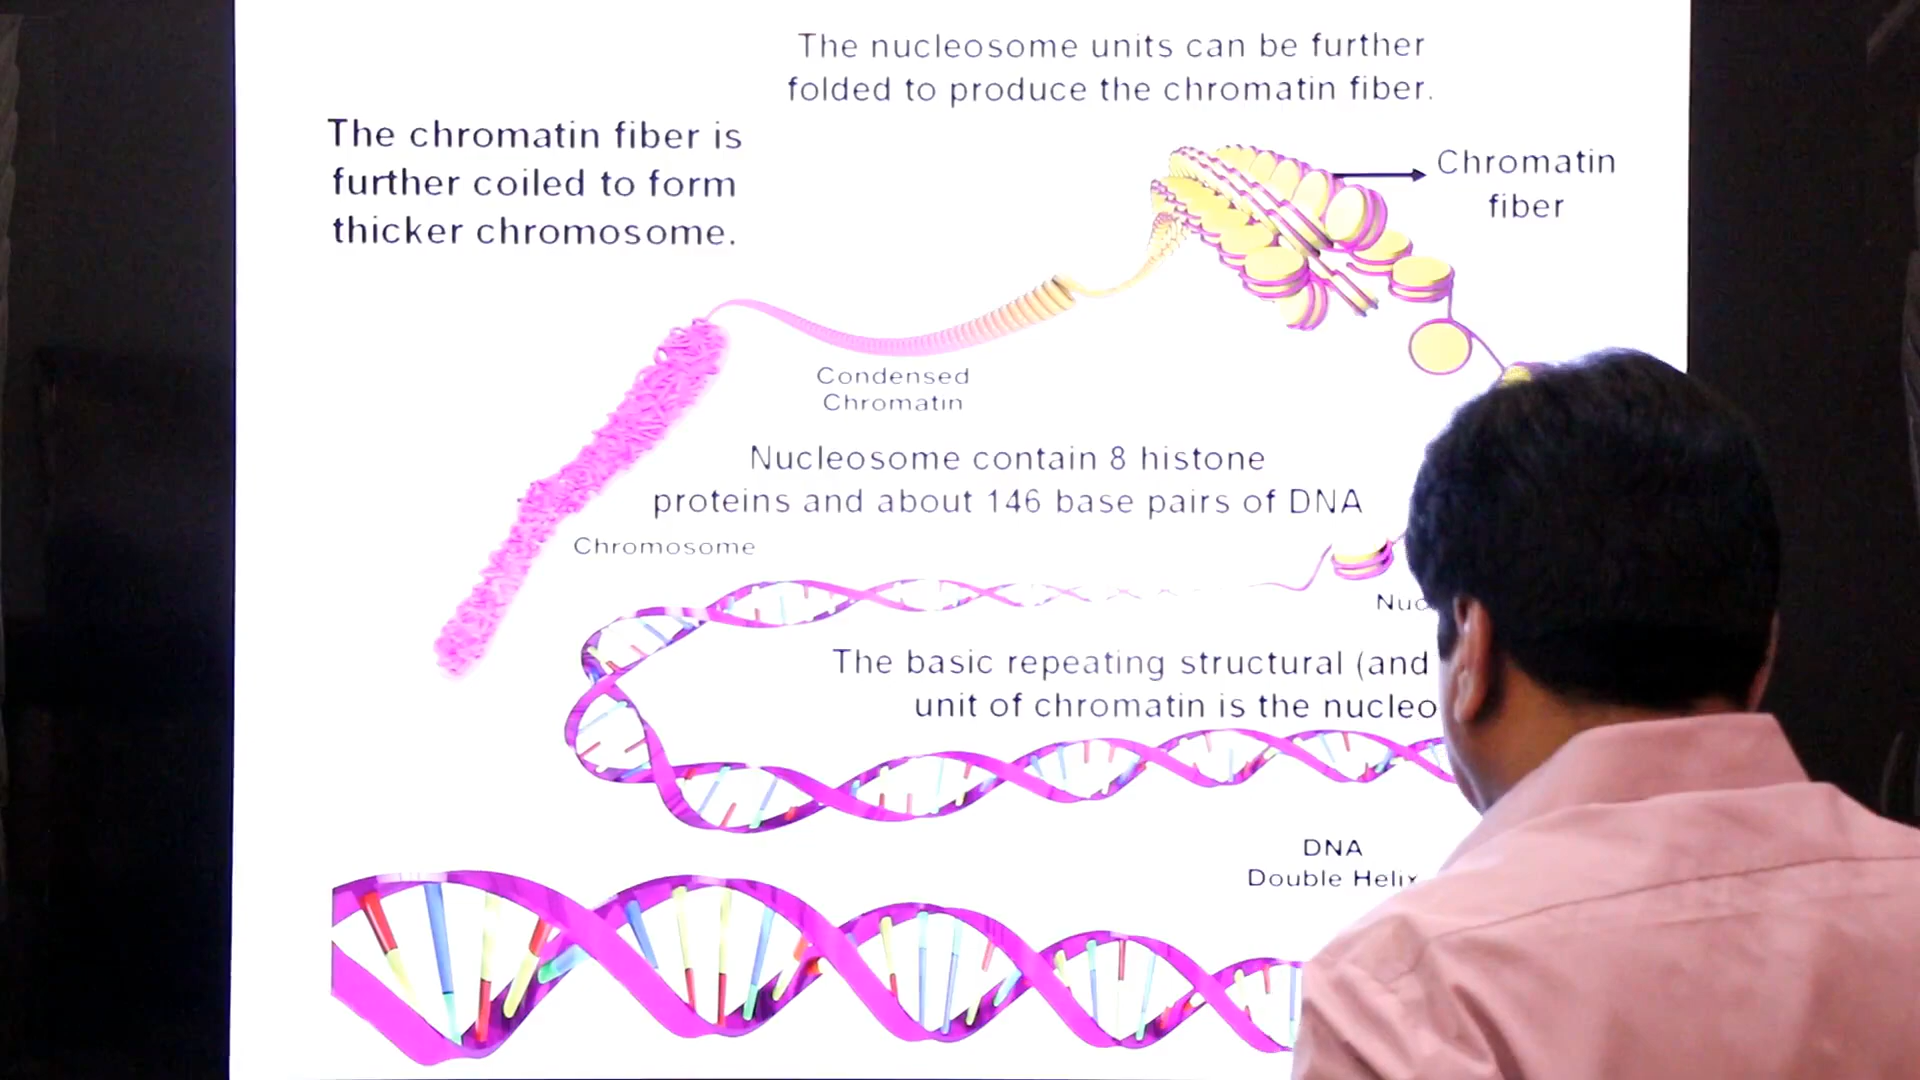 The nucleosome units can be further
folded to produce the chromatin fiber.
The chromatin fiber is
further coiled to form
thicker chromosome.
Chromatin
fiber
Condensed
Chromatin
Nucleosome contain 8 histone
proteins and about 146 base pairs of DNA
Chromosome
The basic repeating structural (and
unit of chromatin is the
DNA
Double Helix